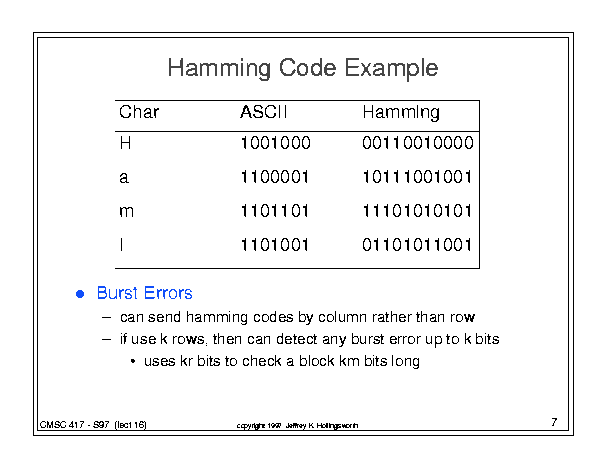 Hamming Code Example
Char ASCII Hamming
H 1001000 00110010000
a 1100001 10111001001
m 1101101 11101010101
i 1101001 01101011001
● Burst Errors
– can send hamming codes by column rather than row
– if use k rows, then can detect any burst error up to k bits
• uses kr bits to check a block km bits long
CMSC 417 - S97 (lect 16)
copyright 1997 Jeffrey K. Hollingsworth
7